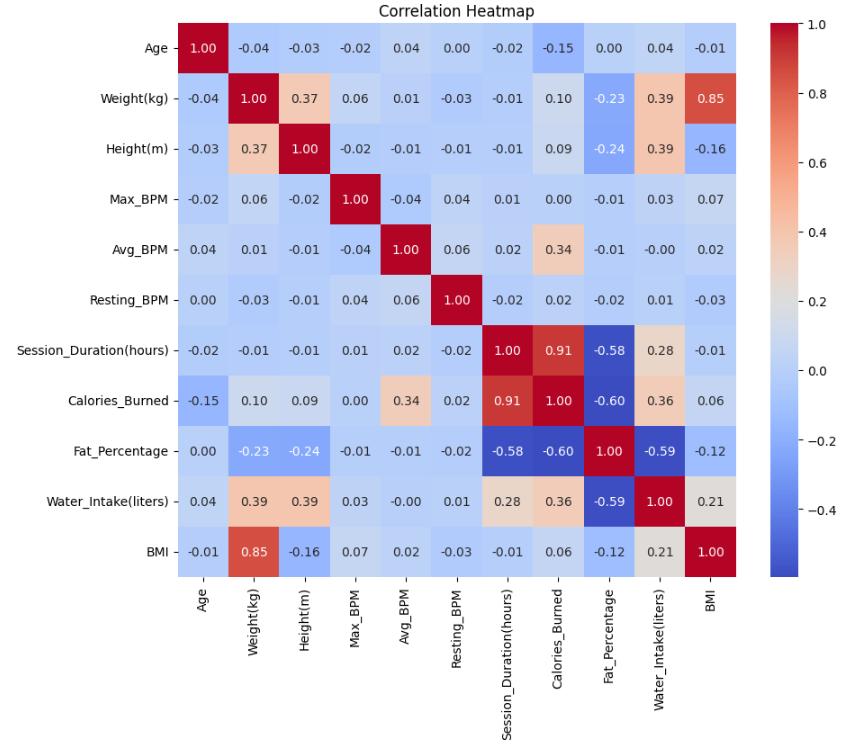 Correlation Heatmap
Age 1.00 -0.04 -0.03 -0.02 0.04 0.00 -0.02 -0.15 0.00 0.04 -0.01
Weight(kg) -0.04 1.00 0.37 0.06 0.01 -0.03 -0.01 0.10 -0.23 0.39 0.85
Height(m) -0.03 0.37 1.00 -0.02 -0.01 -0.01 -0.01 0.09 -0.24 0.39 -0.16
Max_BPM -0.02 0.06 -0.02 1.00 -0.04 0.04 0.01 0.00 -0.01 0.03 0.07
Avg_BPM 0.04 0.01 -0.01 -0.04 1.00 0.06 0.02 0.34 -0.01 -0.00 0.02
Resting_BPM 0.00 -0.03 -0.01 0.04 0.06 1.00 -0.02 0.02 -0.02 0.01 -0.03
Session_Duration(hours) -0.02 -0.01 -0.01 0.01 0.02 -0.02 1.00 0.91 -0.58 0.28 -0.01
Calories_Burned -0.15 0.10 0.09 0.00 0.34 0.02 0.91 1.00 -0.60 0.36 0.06
Fat_Percentage 0.00 -0.23 -0.24 -0.01 -0.01 -0.02 -0.58 -0.60 1.00 -0.59 -0.12
Water_Intake(liters) 0.04 0.39 0.39 0.03 -0.00 0.01 0.28 0.36 -0.59 1.00 0.21
BMI -0.01 0.85 -0.16 0.07 0.02 -0.03 -0.01 0.06 -0.12 0.21 1.00
Age
Weight(kg)
Height(m)
Max_BPM
Avg_BPM
Resting_BPM
Session_Duration(hours)
Calories_Burned
Fat_Percentage
Water_Intake(liters)
BMI
1.0
0.8
0.6
0.4
0.2
0.0
−0.2
−0.4